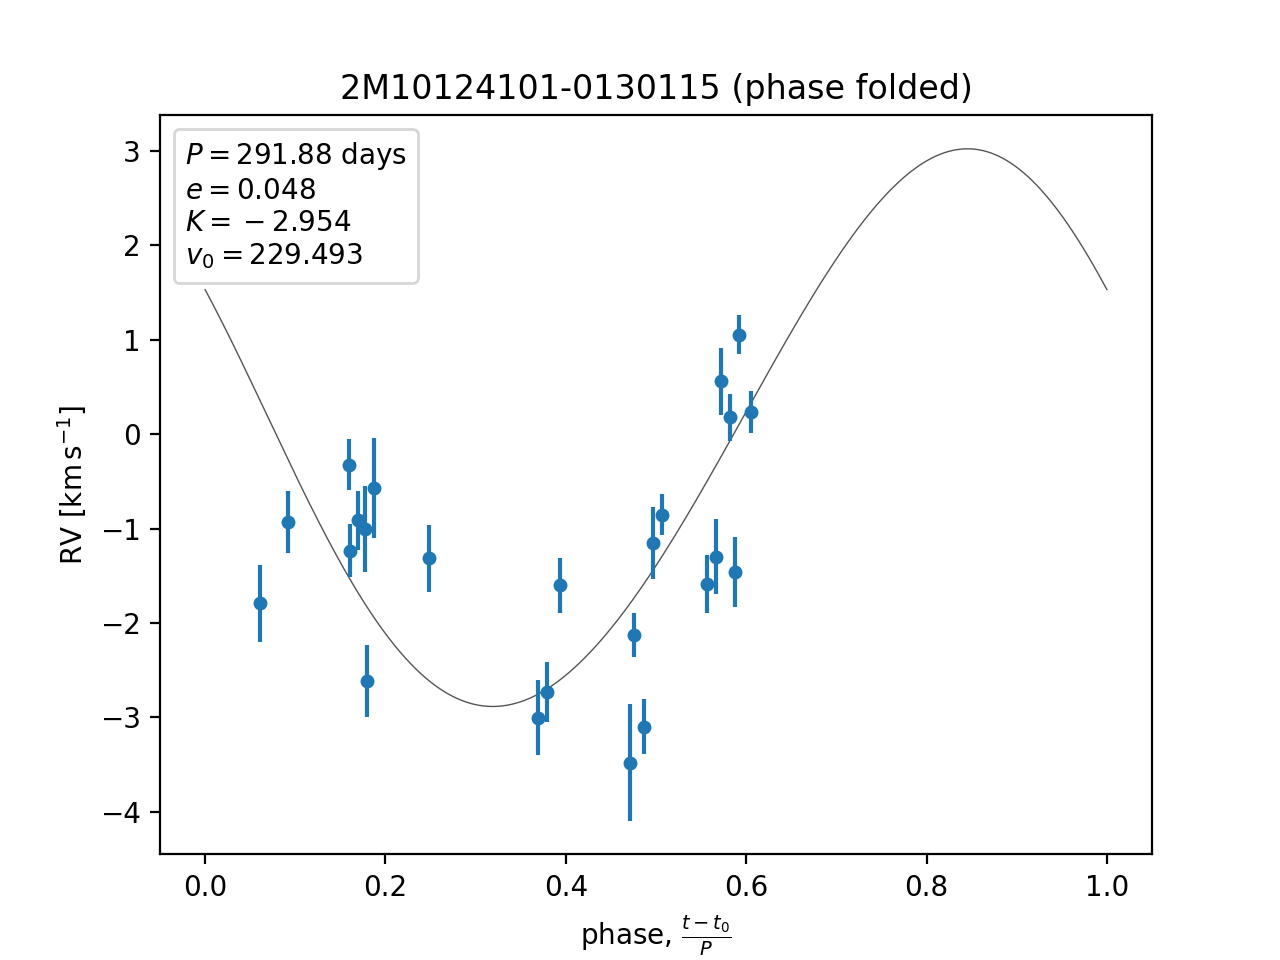 2M10124101-0130115 (phase folded)
P = 291.88 days
e = 0.048
K = −2.954
v₀ = 229.493
3
2
1
0
−1
−2
−3
−4
RV [km s⁻¹]
0.0 0.2 0.4 0.6 0.8 1.0
phase, (t − t₀)/P